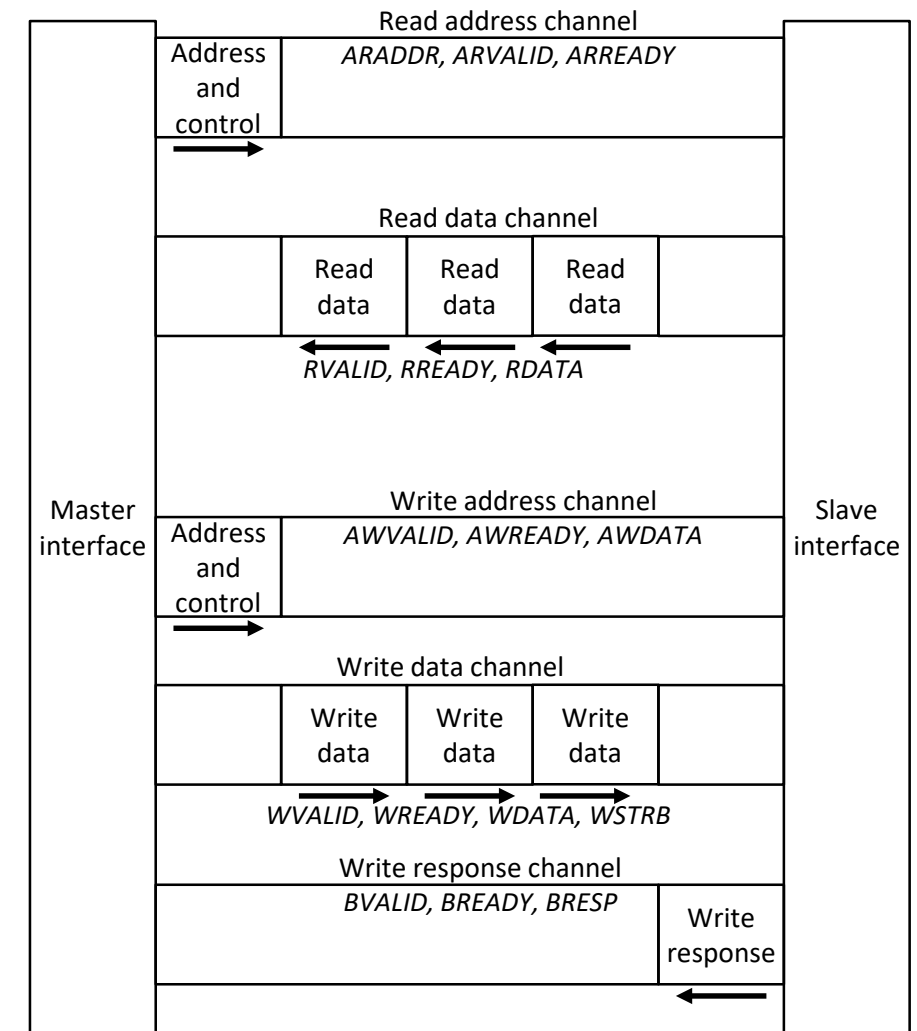 Read address channel
Address
and
control
ARADDR, ARVALID, ARREADY
Read data channel
Read
data
Read
data
Read
data
RVALID, RREADY, RDATA
Master
interface
Slave
interface
Write address channel
Address
and
control
AWVALID, AWREADY, AWDATA
Write data channel
Write
data
Write
data
Write
data
WVALID, WREADY, WDATA, WSTRB
Write response channel
BVALID, BREADY, BRESP
Write
response